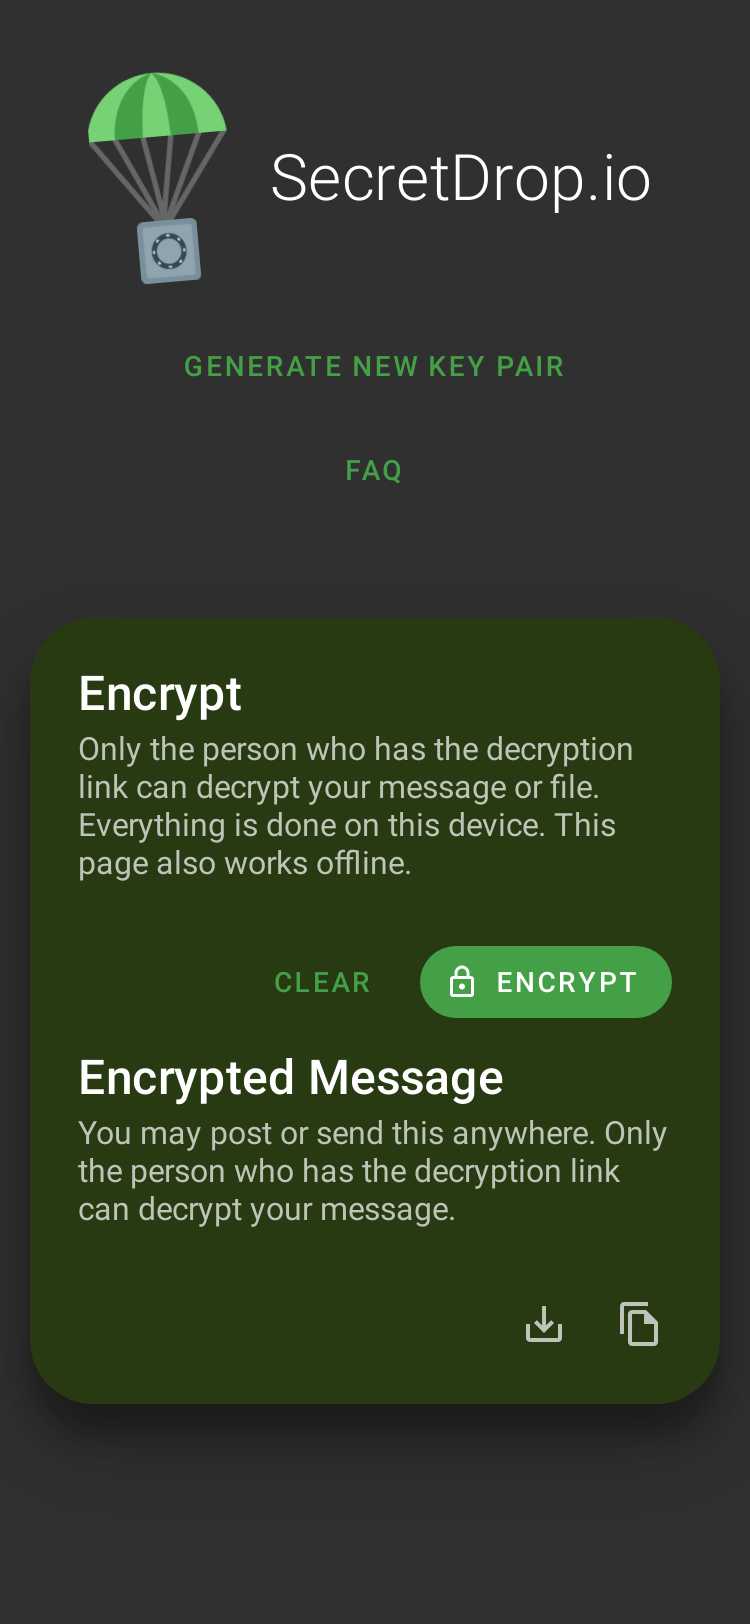 SecretDrop.io
GENERATE NEW KEY PAIR
FAQ
Encrypt
Only the person who has the decryption
link can decrypt your message or file.
Everything is done on this device. This
page also works offline.
CLEAR
ENCRYPT
Encrypted Message
You may post or send this anywhere. Only
the person who has the decryption link
can decrypt your message.